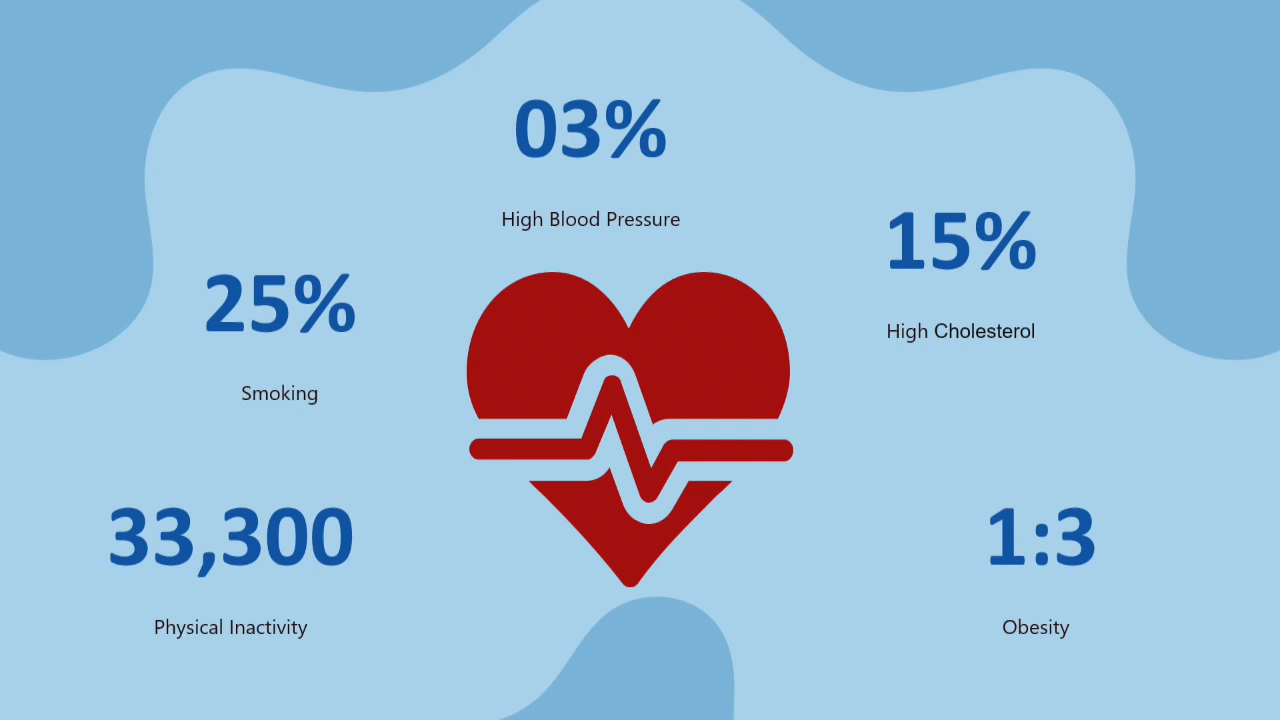 03%
High Blood Pressure
15%
High Cholesterol
25%
Smoking
33,300
Physical Inactivity
1:3
Obesity